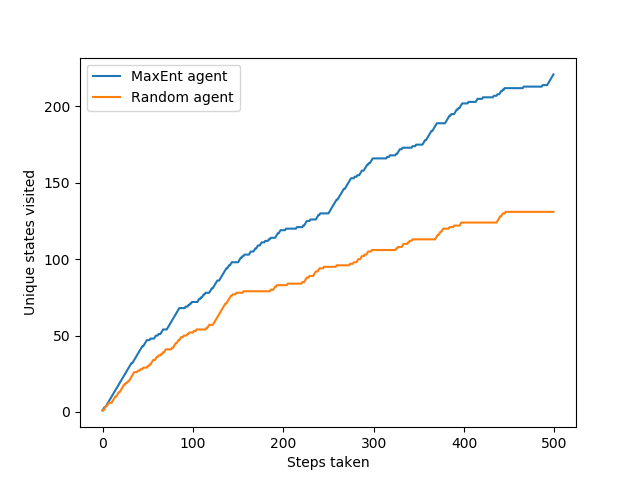 MaxEnt agent
Random agent
200
150
100
50
0
Unique states visited
0 100 200 300 400 500
Steps taken